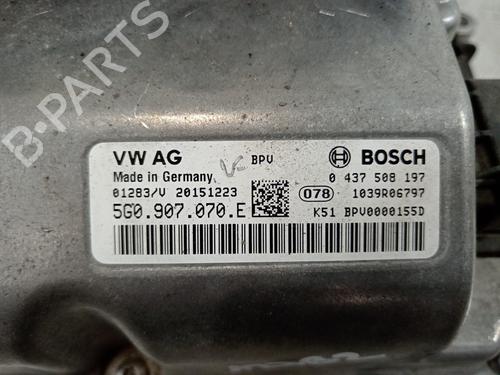 B-PARTS
VW AG BPV BOSCH
Made in Germany 0 437 508 197
01283/V 20151223 078 1039R06797
5G0.907.070.E K51 BPV0000155D